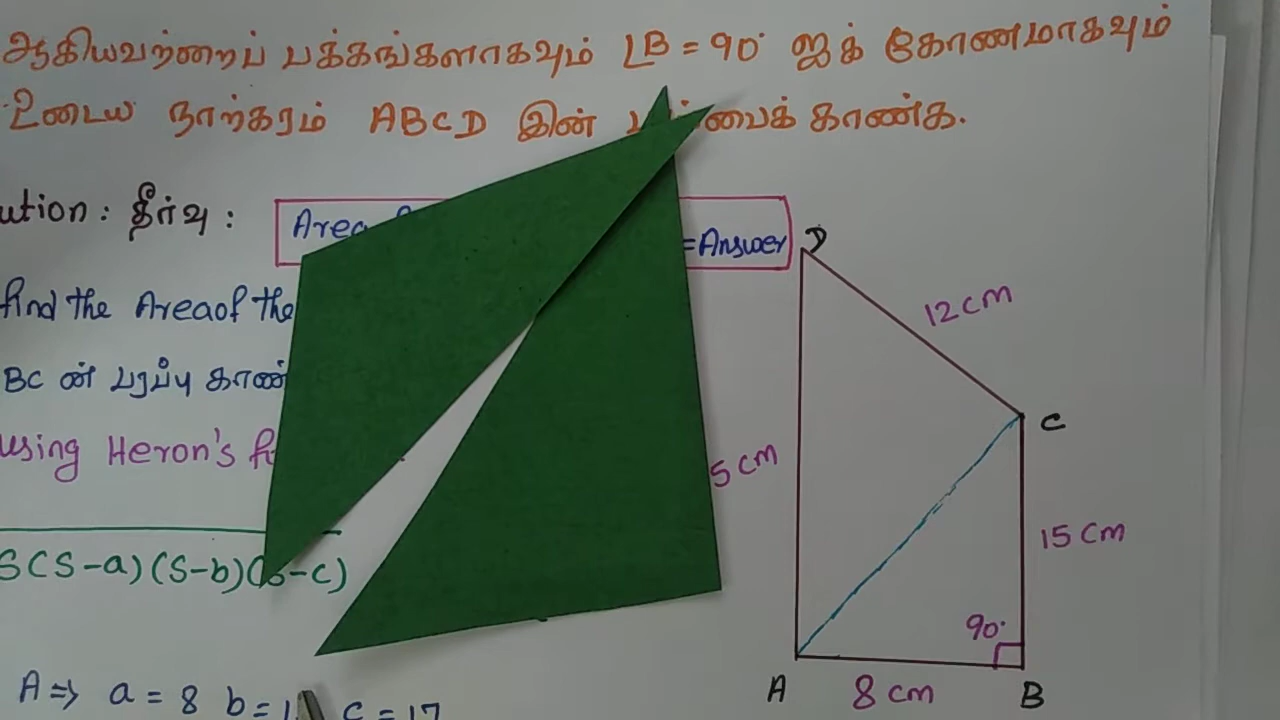 ஆகியவற்றைப் பக்கங்களாகவும் ∟B = 90° ஐக் கோணமாகவும்
உடைய நாற்கரம் ABCD இன் காண்க.
ution : தீர்வு :
Area
=Answer
find the Area of the
BC ன் பரப்பு காண்
using Heron's
S(S-a)(S-b)(S-c)
A ⇒ a = 8 b = 1 c = 17
D
12 cm
C
5 cm
15 cm
90°
A
8 cm
B